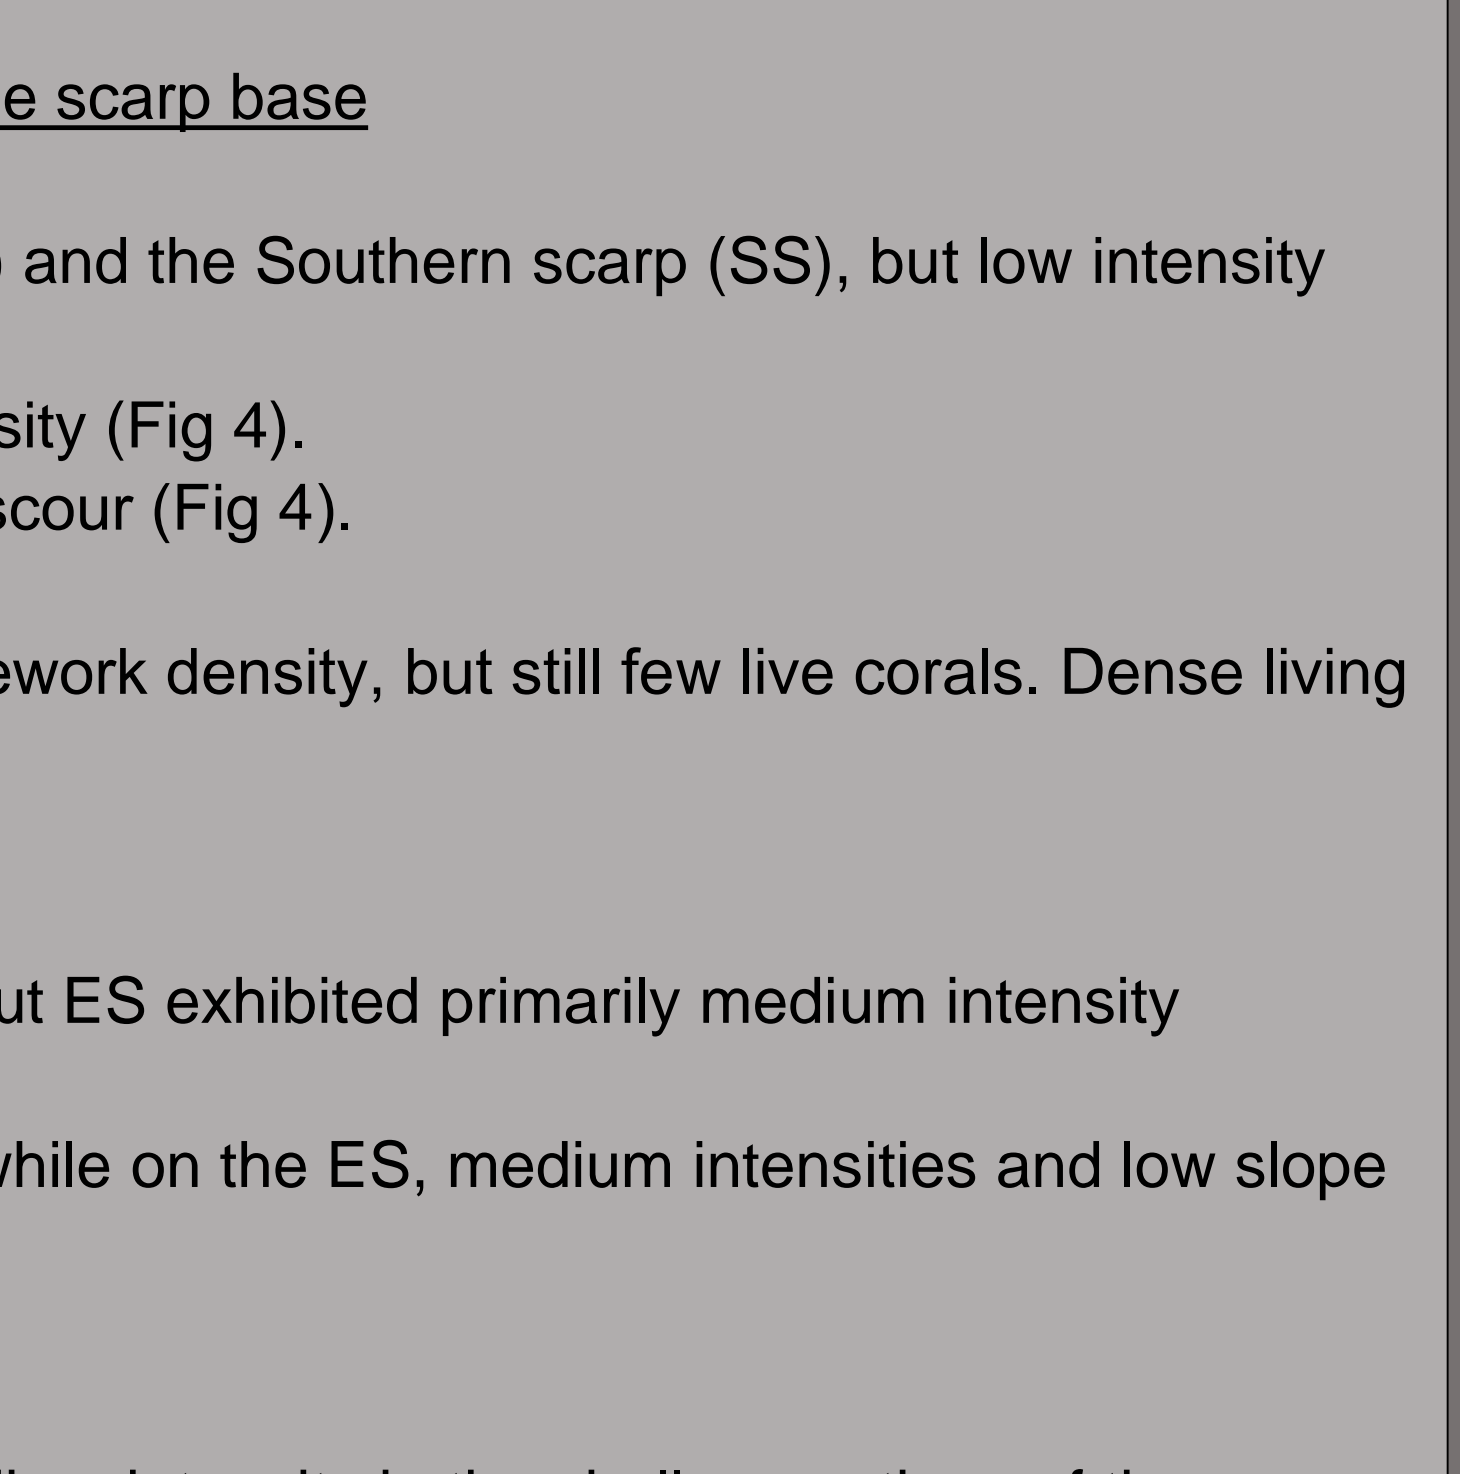 e scarp base
) and the Southern scarp (SS), but low intensity
sity (Fig 4).
scour (Fig 4).
ework density, but still few live corals. Dense living
ut ES exhibited primarily medium intensity
while on the ES, medium intensities and low slope